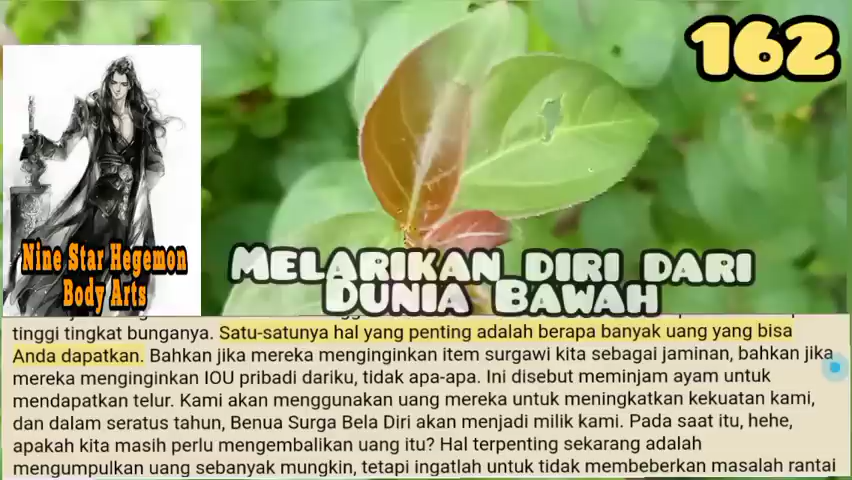 162
Nine Star Hegemon
Body Arts
Melarikan diri dari
Dunia Bawah
tinggi tingkat bunganya. Satu-satunya hal yang penting adalah berapa banyak uang yang bisa
Anda dapatkan. Bahkan jika mereka menginginkan item surgawi kita sebagai jaminan, bahkan jika
mereka menginginkan IOU pribadi dariku, tidak apa-apa. Ini disebut meminjam ayam untuk
mendapatkan telur. Kami akan menggunakan uang mereka untuk meningkatkan kekuatan kami,
dan dalam seratus tahun, Benua Surga Bela Diri akan menjadi milik kami. Pada saat itu, hehe,
apakah kita masih perlu mengembalikan uang itu? Hal terpenting sekarang adalah
mengumpulkan uang sebanyak mungkin, tetapi ingatlah untuk tidak membeberkan masalah rantai